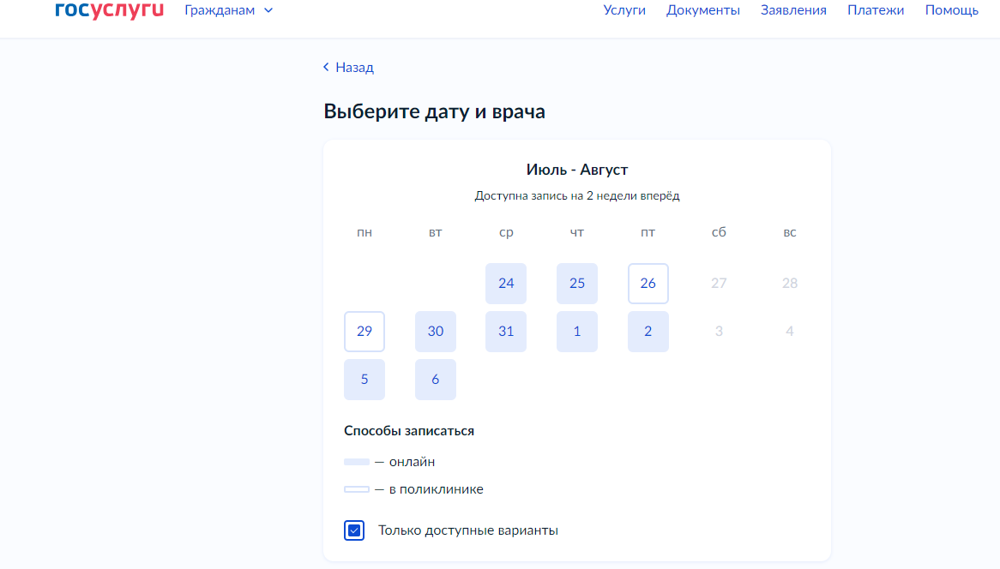 госуслуги Гражданам Услуги Документы Заявления Платежи Помощь
Назад
Выберите дату и врача
Июль - Август
Доступна запись на 2 недели вперёд
пн вт ср чт пт сб вс
24 25 26 27 28
29 30 31 1 2 3 4
5 6
Способы записаться
— онлайн
— в поликлинике
Только доступные варианты